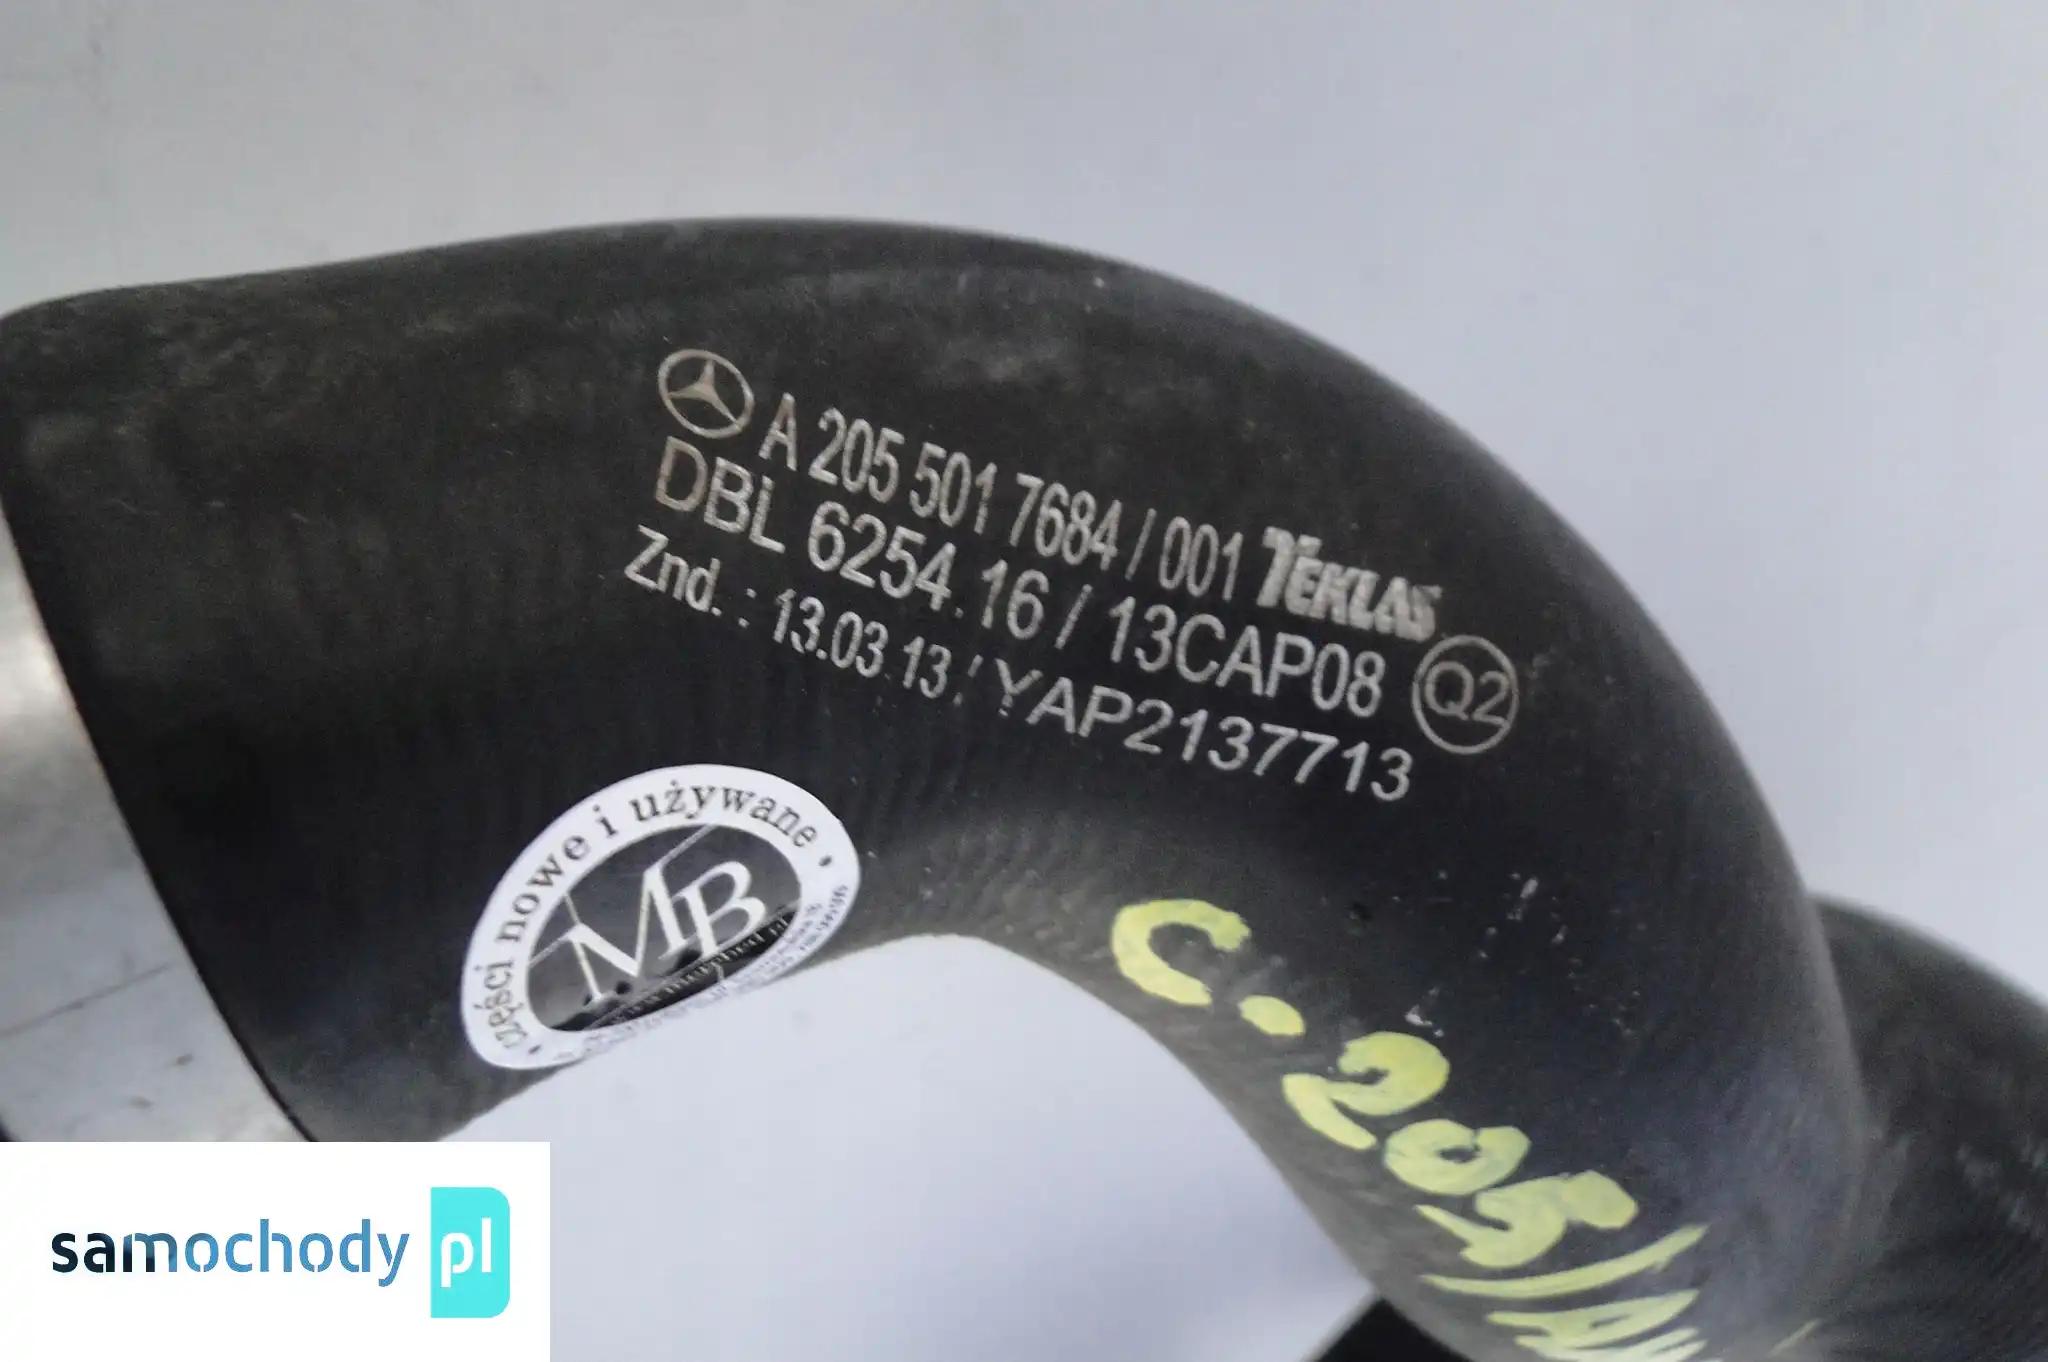 A 205 501 7684 / 001 TEKLAS
DBL 6254.16 / 13CAP08 Q2
Znd. : 13.03.13 / YAP2137713
części nowe i używane
MB
C-205/A
samochody pl